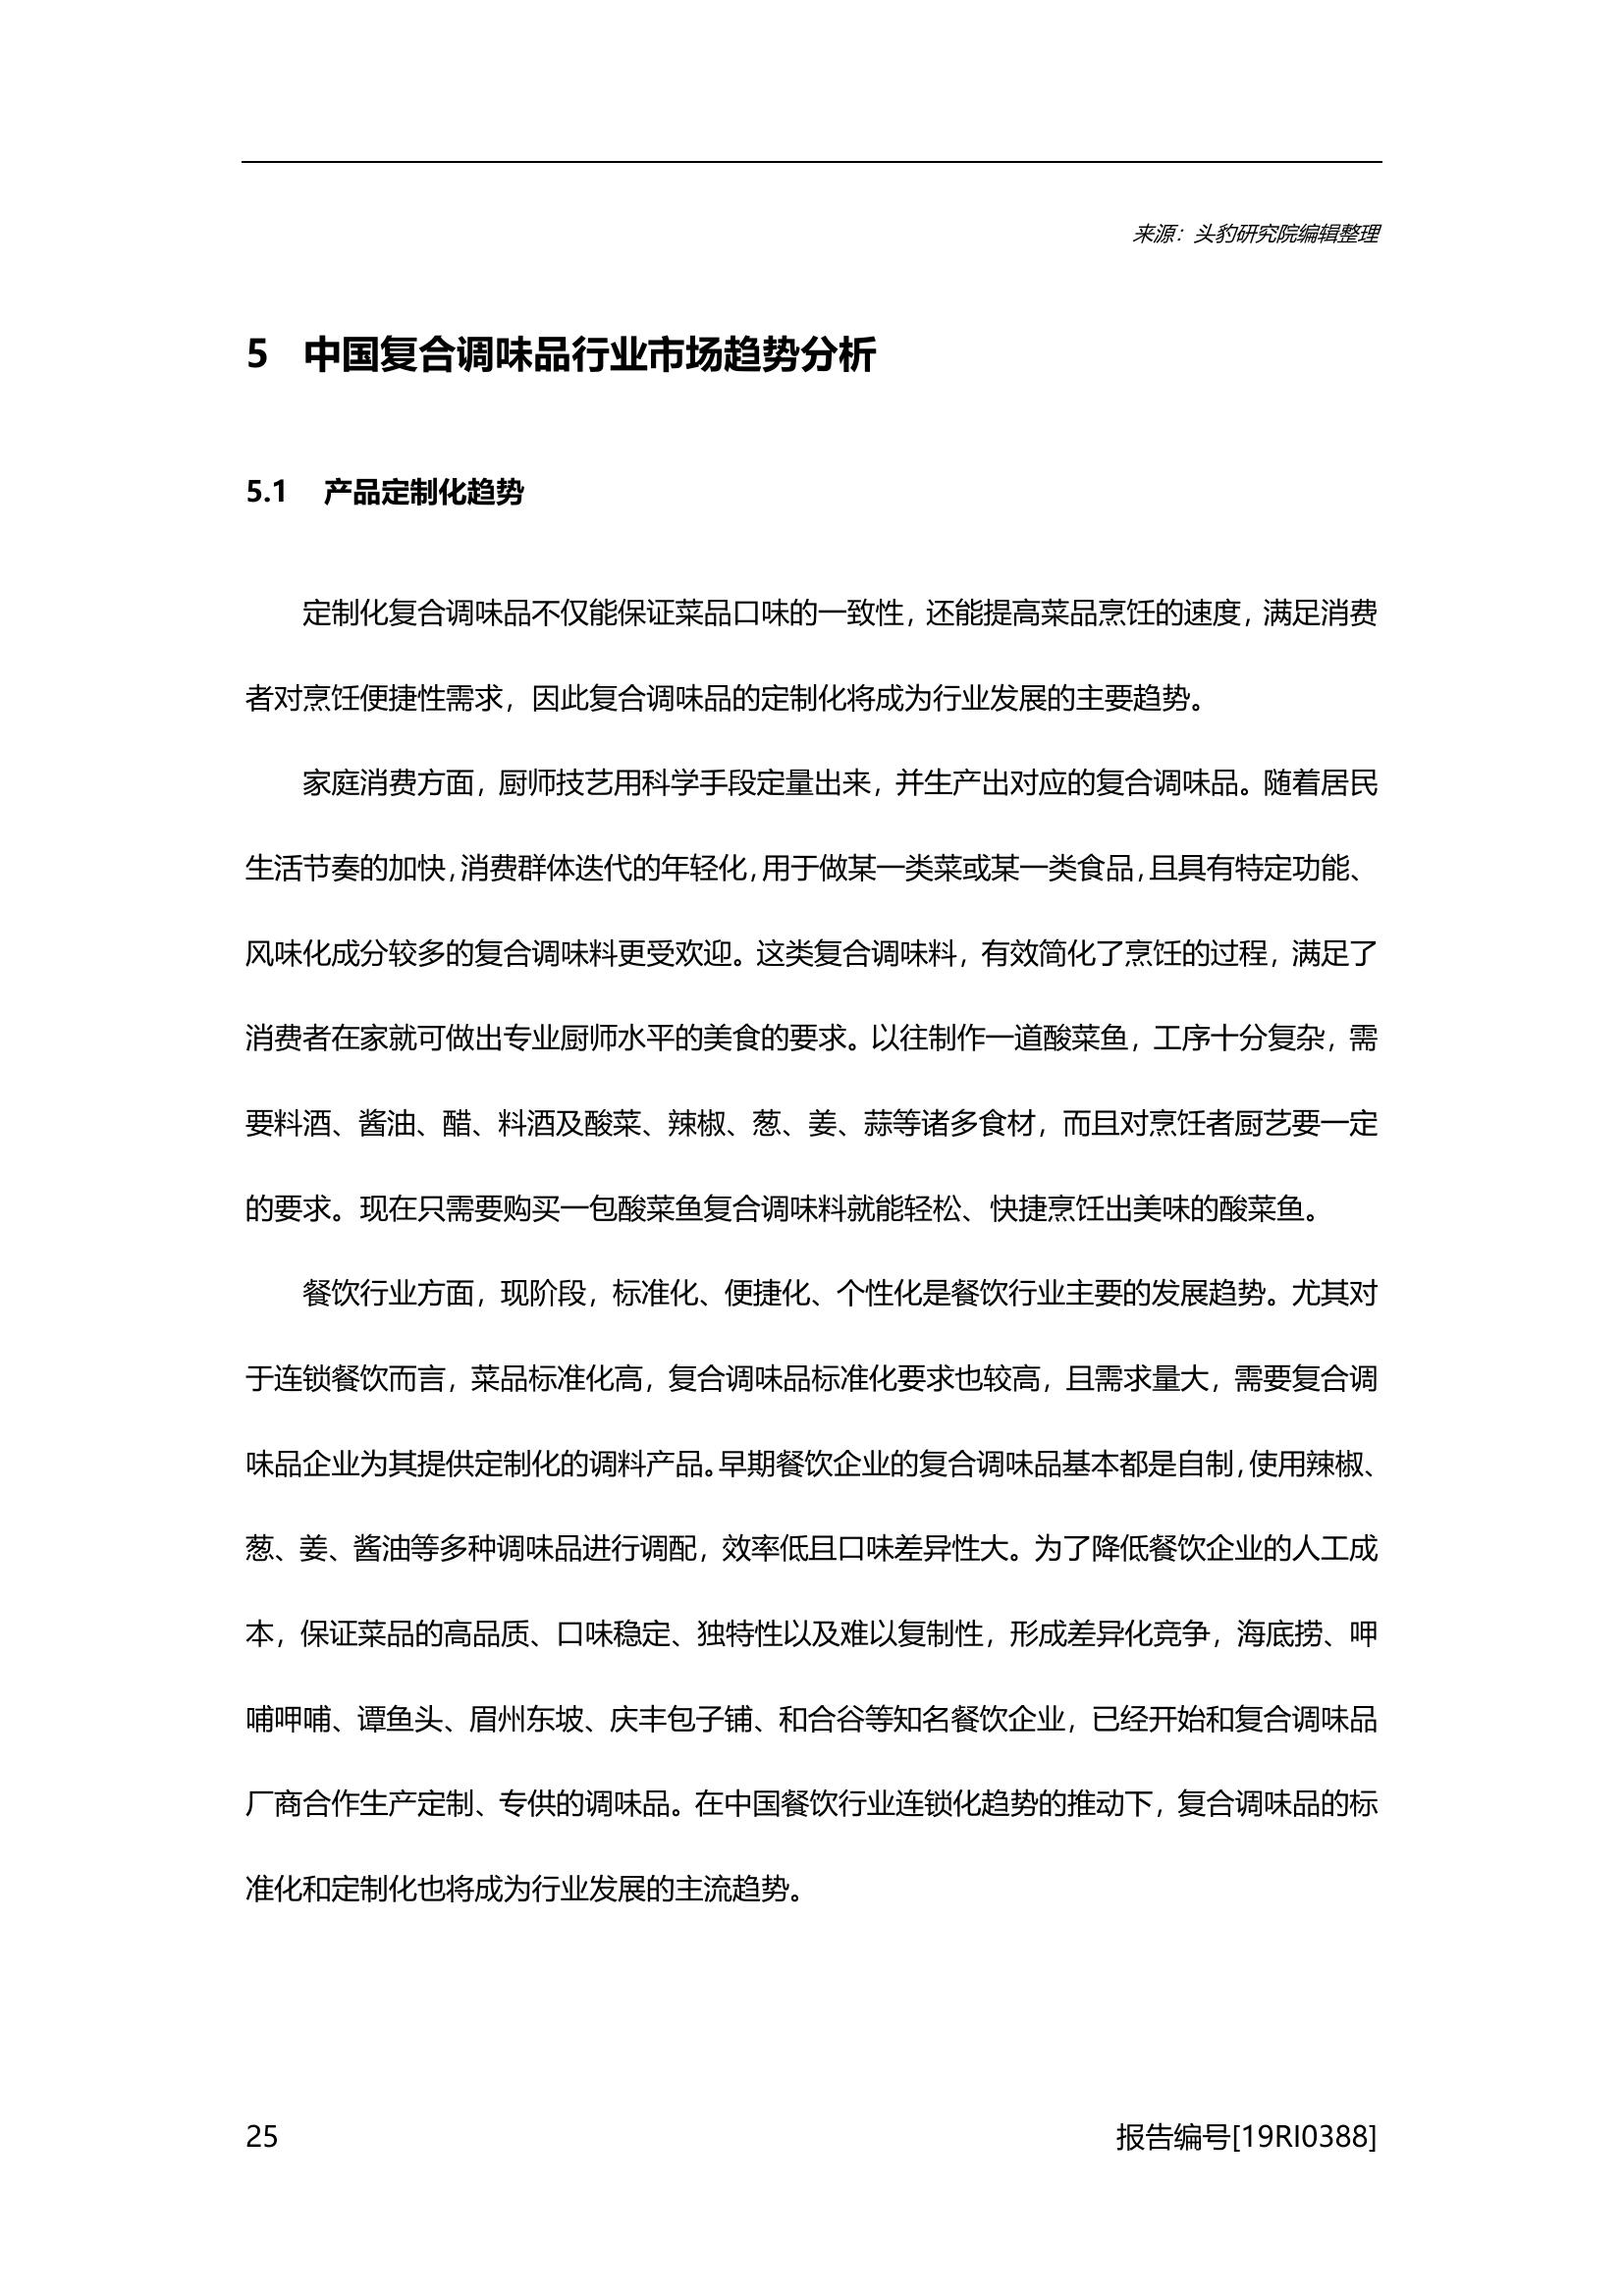 来源：头豹研究院编辑整理
5 中国复合调味品行业市场趋势分析
5.1 产品定制化趋势
定制化复合调味品不仅能保证菜品口味的一致性，还能提高菜品烹饪的速度，满足消费
者对烹饪便捷性需求，因此复合调味品的定制化将成为行业发展的主要趋势。
家庭消费方面，厨师技艺用科学手段定量出来，并生产出对应的复合调味品。随着居民
生活节奏的加快，消费群体迭代的年轻化，用于做某一类菜或某一类食品，且具有特定功能、
风味化成分较多的复合调味料更受欢迎。这类复合调味料，有效简化了烹饪的过程，满足了
消费者在家就可做出专业厨师水平的美食的要求。以往制作一道酸菜鱼，工序十分复杂，需
要料酒、酱油、醋、料酒及酸菜、辣椒、葱、姜、蒜等诸多食材，而且对烹饪者厨艺要一定
的要求。现在只需要购买一包酸菜鱼复合调味料就能轻松、快捷烹饪出美味的酸菜鱼。
餐饮行业方面，现阶段，标准化、便捷化、个性化是餐饮行业主要的发展趋势。尤其对
于连锁餐饮而言，菜品标准化高，复合调味品标准化要求也较高，且需求量大，需要复合调
味品企业为其提供定制化的调料产品。早期餐饮企业的复合调味品基本都是自制，使用辣椒、
葱、姜、酱油等多种调味品进行调配，效率低且口味差异性大。为了降低餐饮企业的人工成
本，保证菜品的高品质、口味稳定、独特性以及难以复制性，形成差异化竞争，海底捞、呷
哺呷哺、谭鱼头、眉州东坡、庆丰包子铺、和合谷等知名餐饮企业，已经开始和复合调味品
厂商合作生产定制、专供的调味品。在中国餐饮行业连锁化趋势的推动下，复合调味品的标
准化和定制化也将成为行业发展的主流趋势。
25 报告编号[19RI0388]